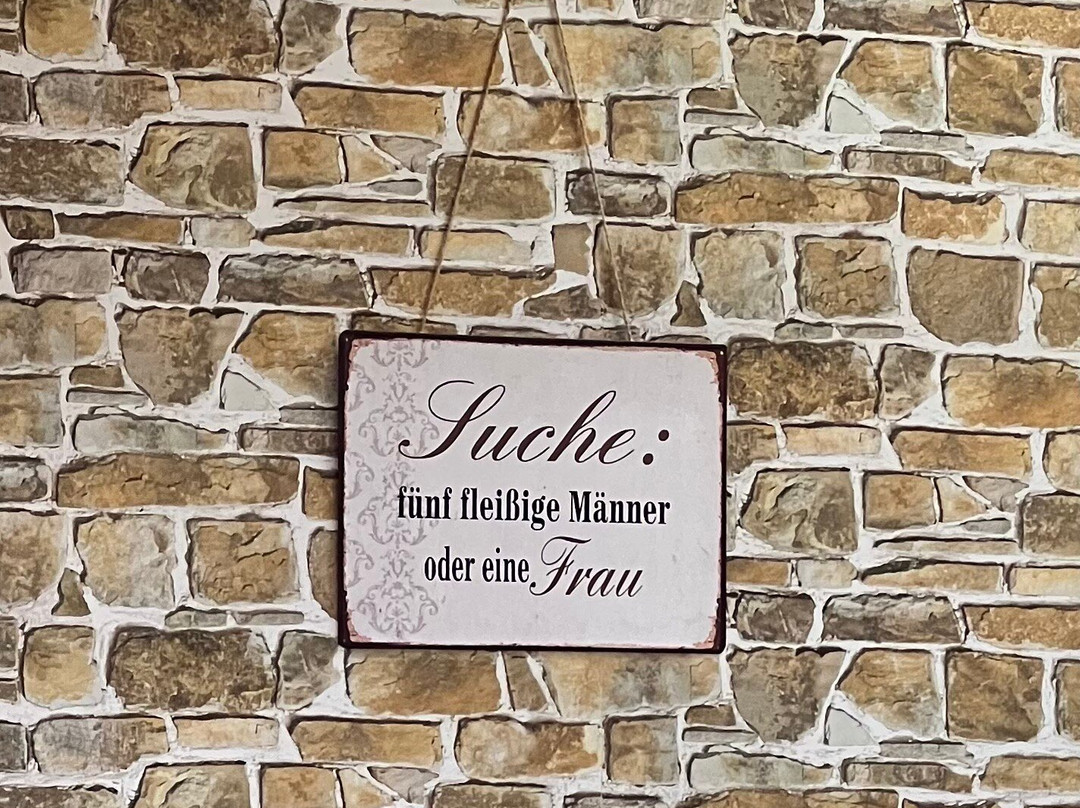 Suche:
fünf fleißige Männer
oder eine Frau